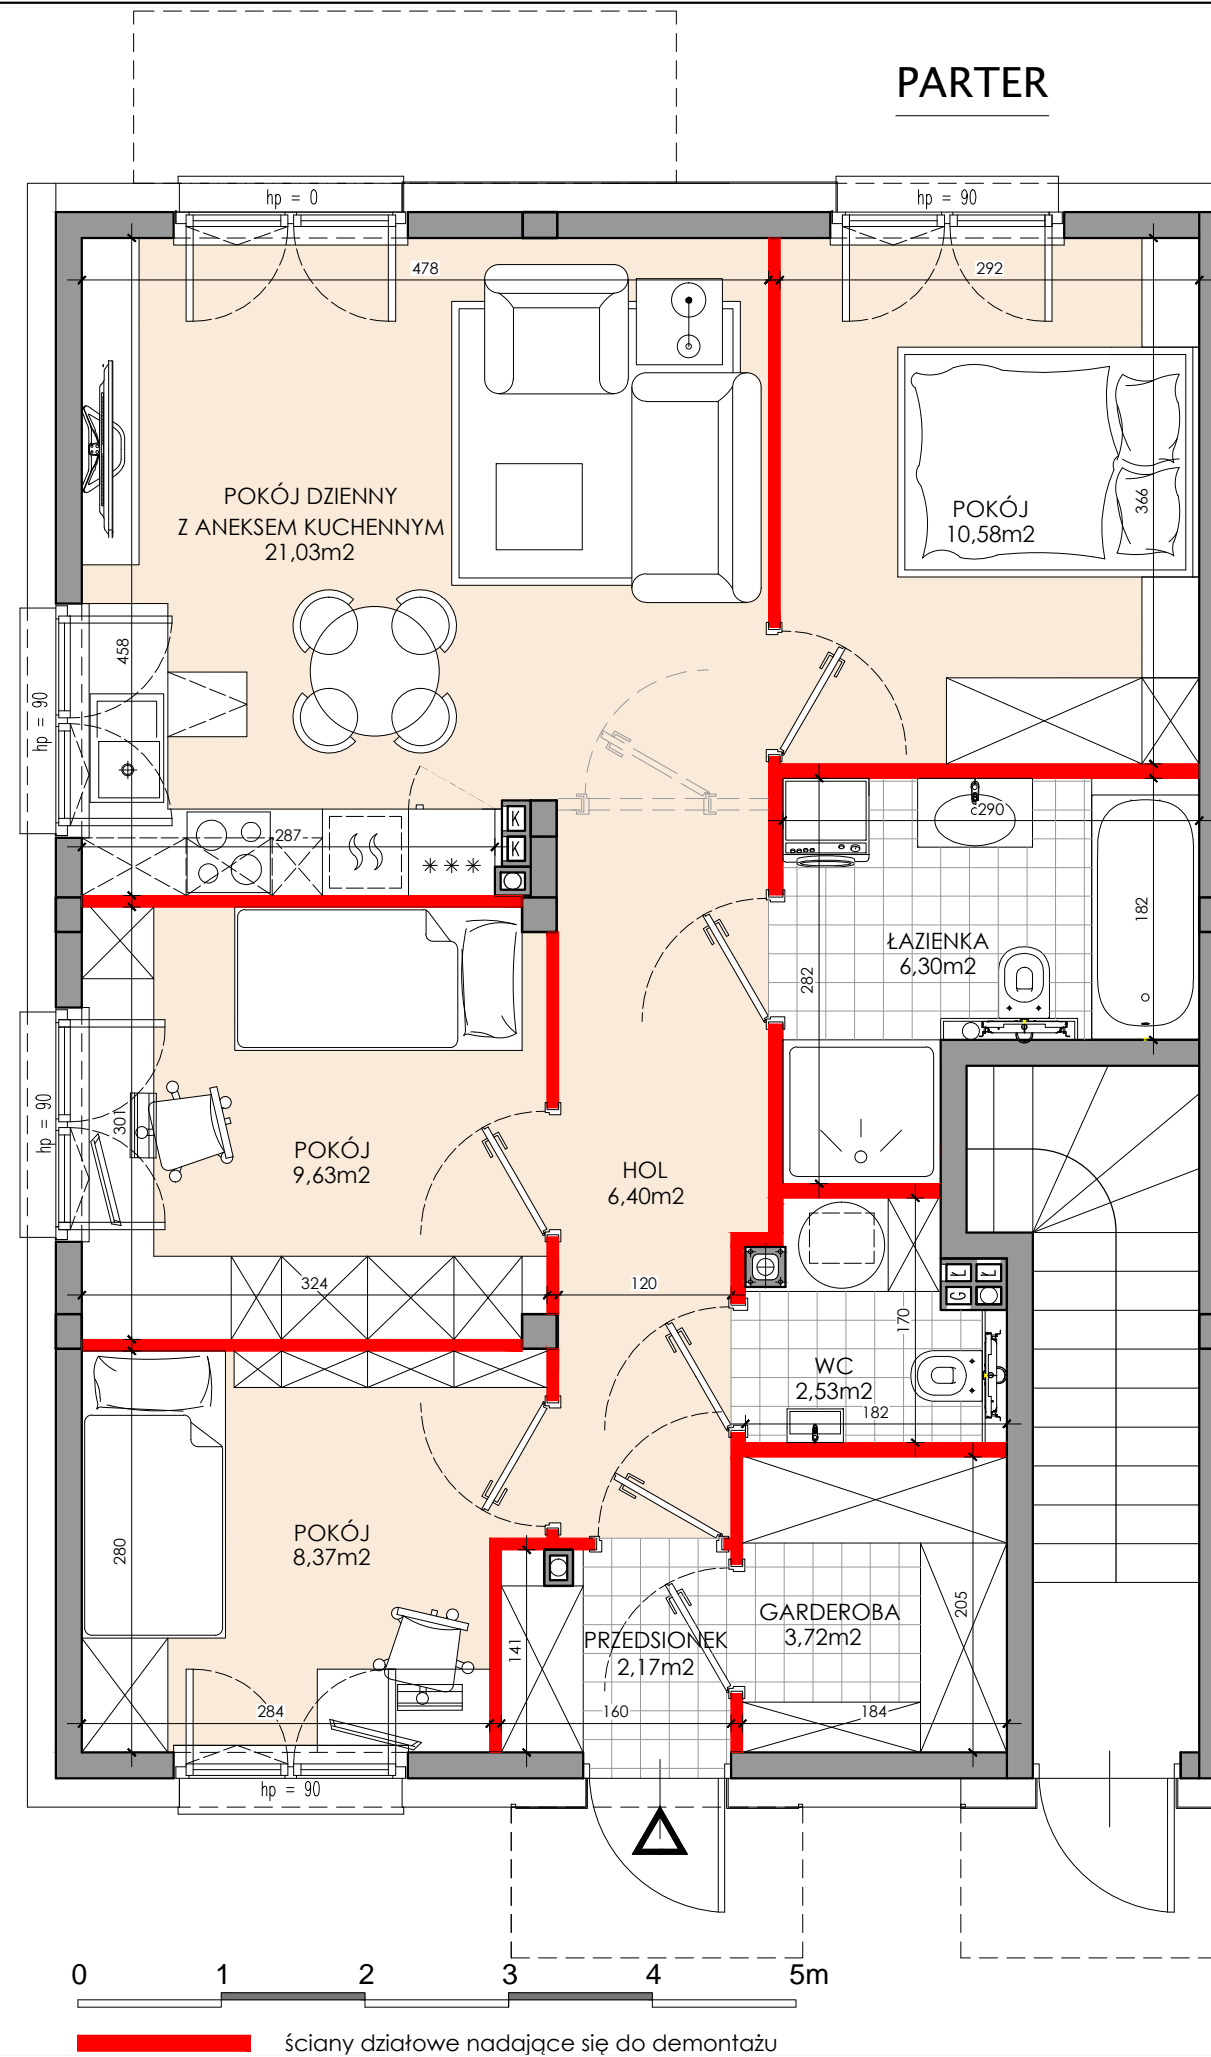 PARTER
hp = 0
hp = 90
478
292
POKÓJ DZIENNY
Z ANEKSEM KUCHENNYM
21,03m2
POKÓJ
10,58m2
366
458
hp = 90
287
K
K
c290
ŁAZIENKA
6,30m2
182
282
hp = 90
301
POKÓJ
9,63m2
HOL
6,40m2
324
120
G
Ł
Ł
170
WC
2,53m2
182
POKÓJ
8,37m2
280
141
PRZEDSIONEK
2,17m2
GARDEROBA
3,72m2
205
284
160
184
hp = 90
0 1 2 3 4 5m
ściany działowe nadające się do demontażu